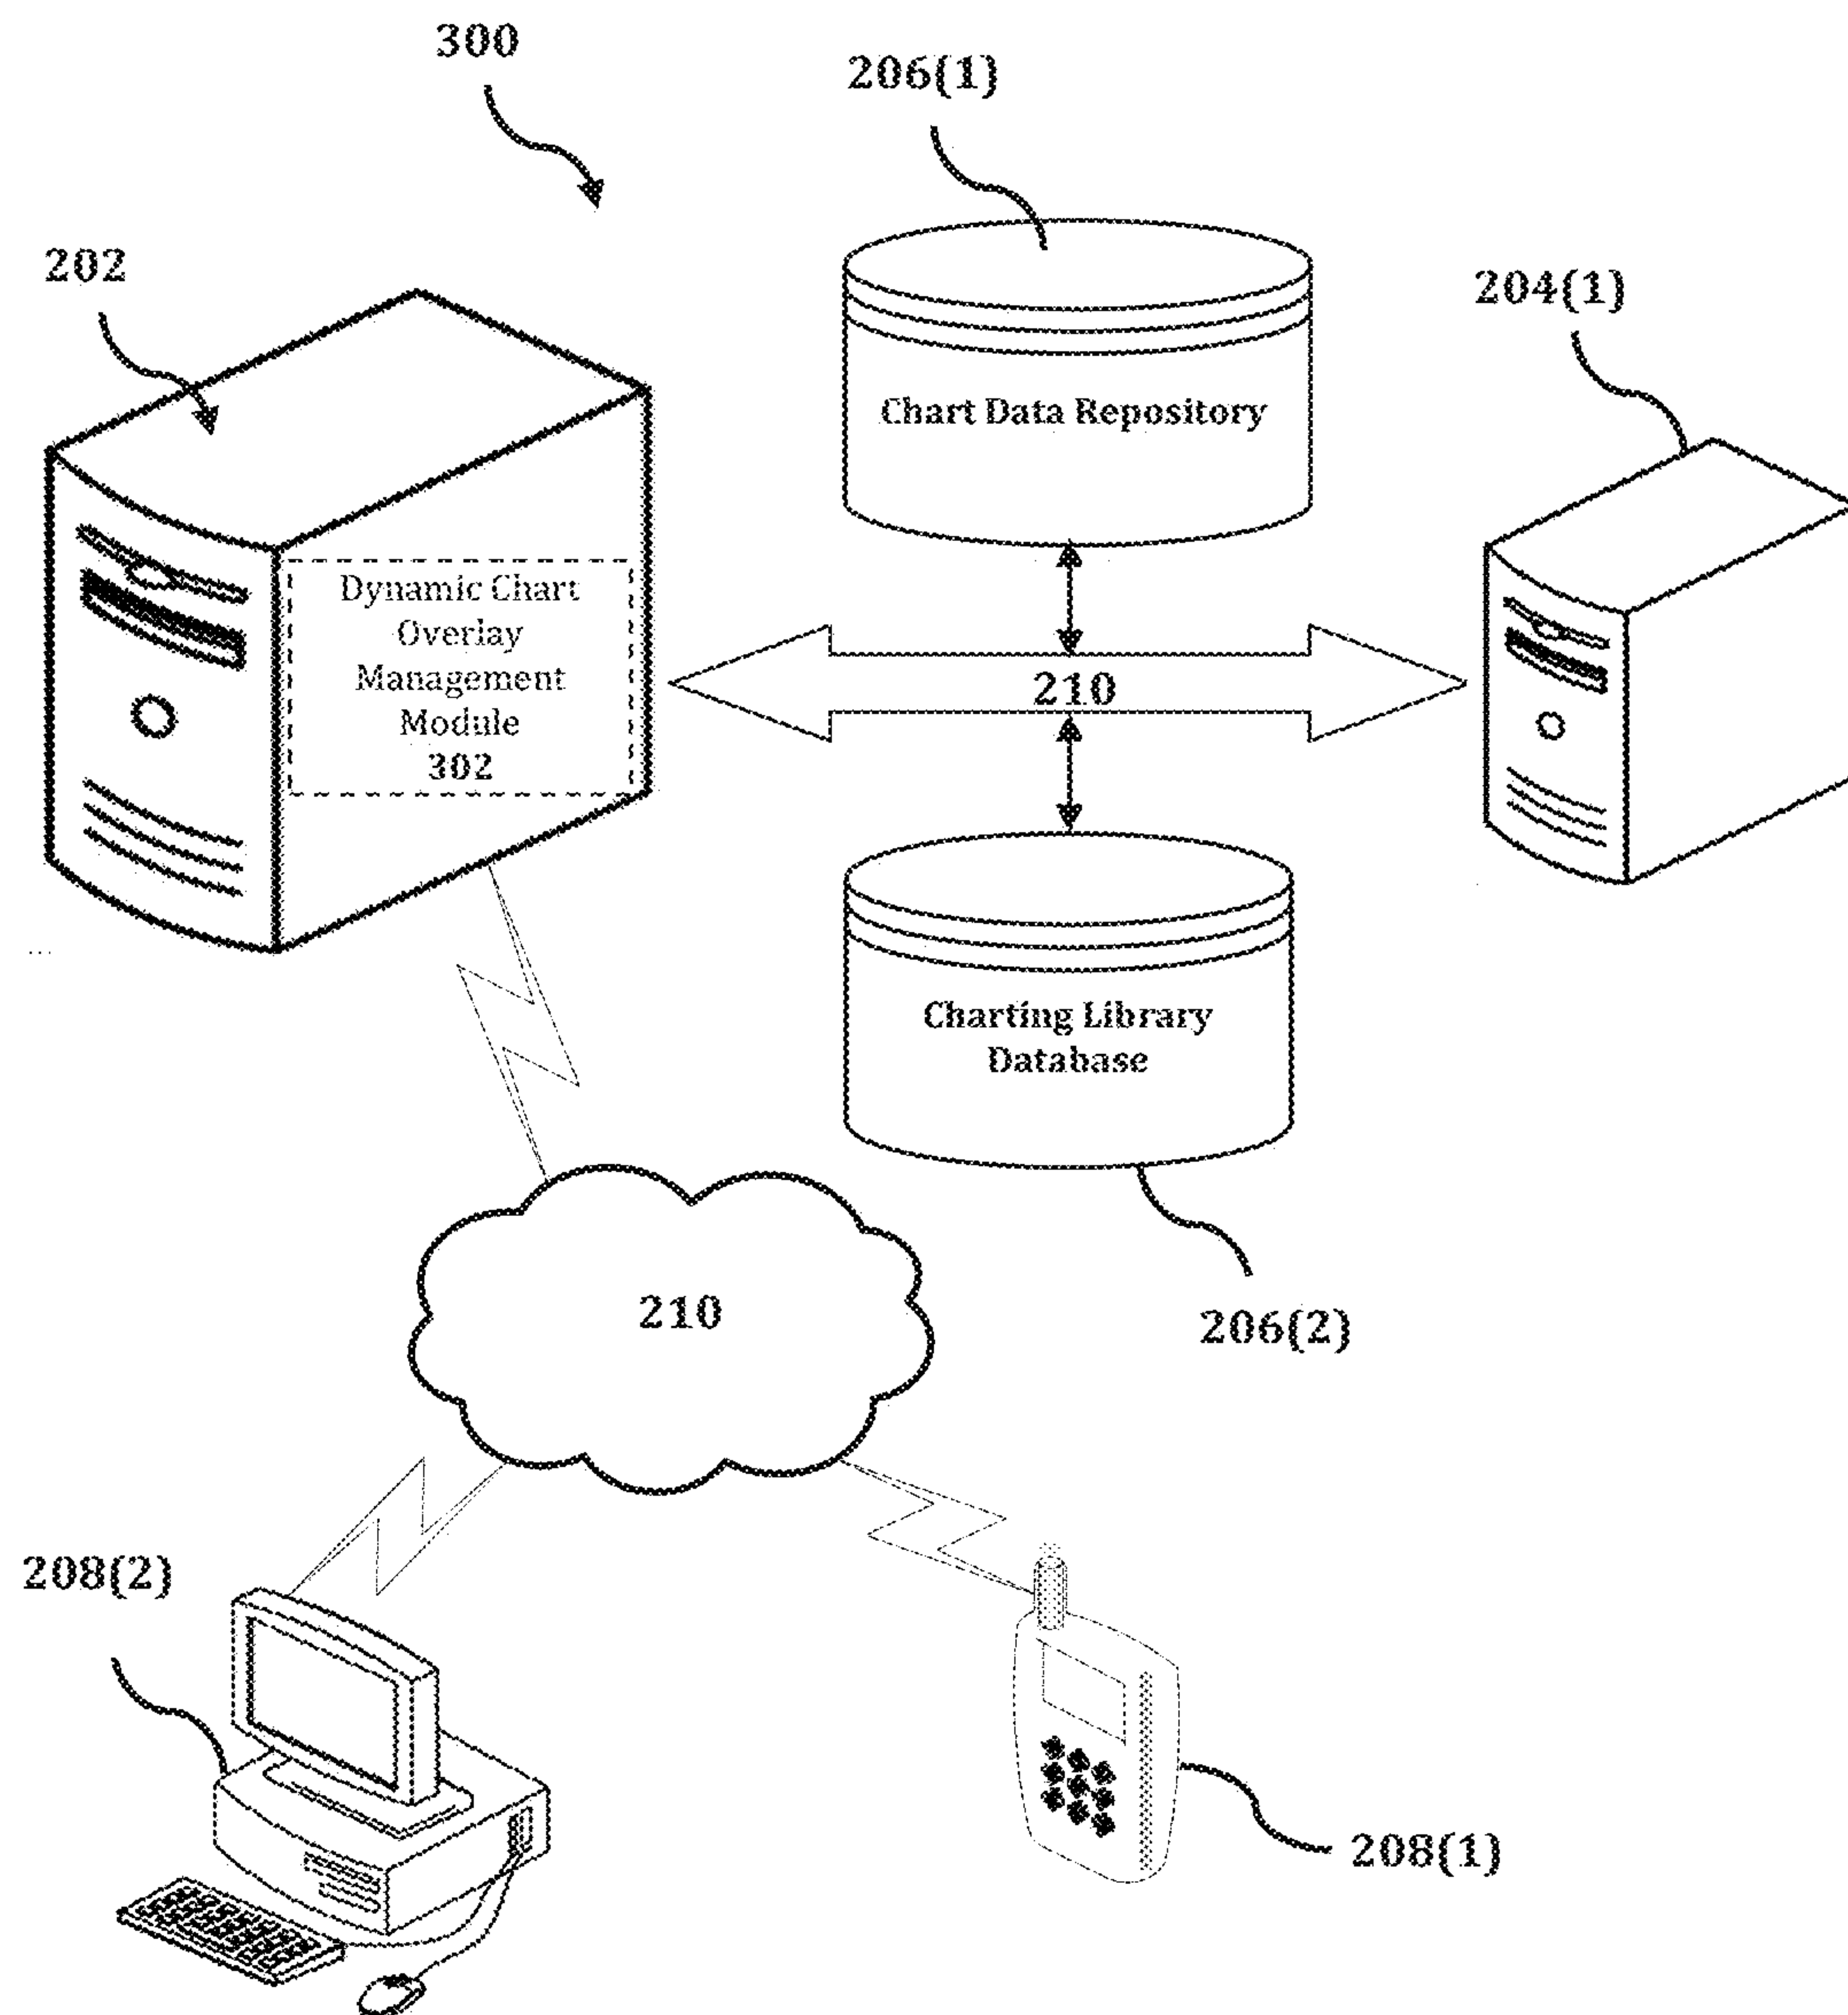 300
206(1)
202
204(1)
Chart Data Repository
Dynamic Chart
Overlay
Management
Module
302
210
Charting Library
Database
210
206(2)
208(2)
208(1)